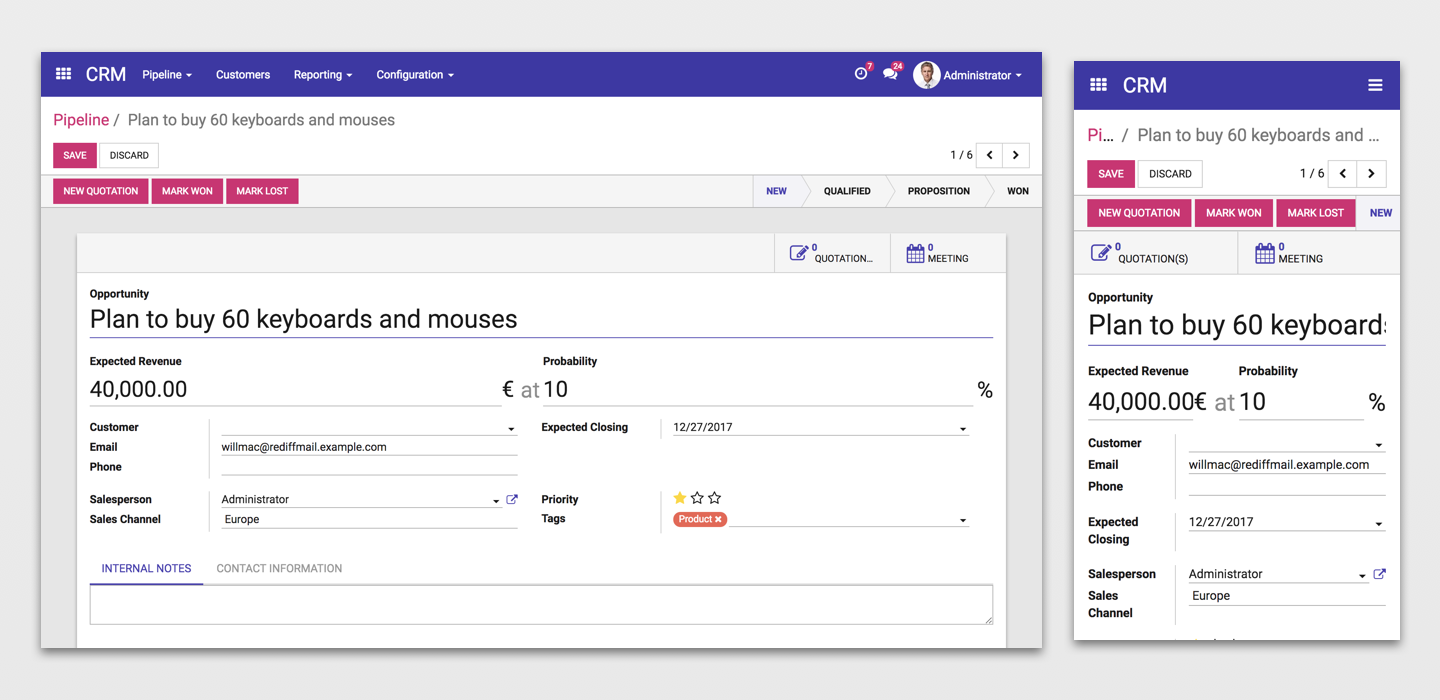 CRM Pipeline Customers Reporting Configuration 7 24 Administrator
Pipeline / Plan to buy 60 keyboards and mouses
SAVE DISCARD 1 / 6
NEW QUOTATION MARK WON MARK LOST NEW QUALIFIED PROPOSITION WON
0 QUOTATION... 0 MEETING
Opportunity
Plan to buy 60 keyboards and mouses
Expected Revenue Probability
40,000.00 € at 10 %
Customer Expected Closing 12/27/2017
Email willmac@rediffmail.example.com
Phone
Salesperson Administrator Priority
Sales Channel Europe Tags Product ×
INTERNAL NOTES CONTACT INFORMATION
CRM
Pi... / Plan to buy 60 keyboards and ...
SAVE DISCARD 1 / 6
NEW QUOTATION MARK WON MARK LOST NEW
0 QUOTATION(S) 0 MEETING
Opportunity
Plan to buy 60 keyboards
Expected Revenue Probability
40,000.00€ at 10 %
Customer
Email willmac@rediffmail.example.com
Phone
Expected 12/27/2017
Closing
Salesperson Administrator
Sales Europe
Channel